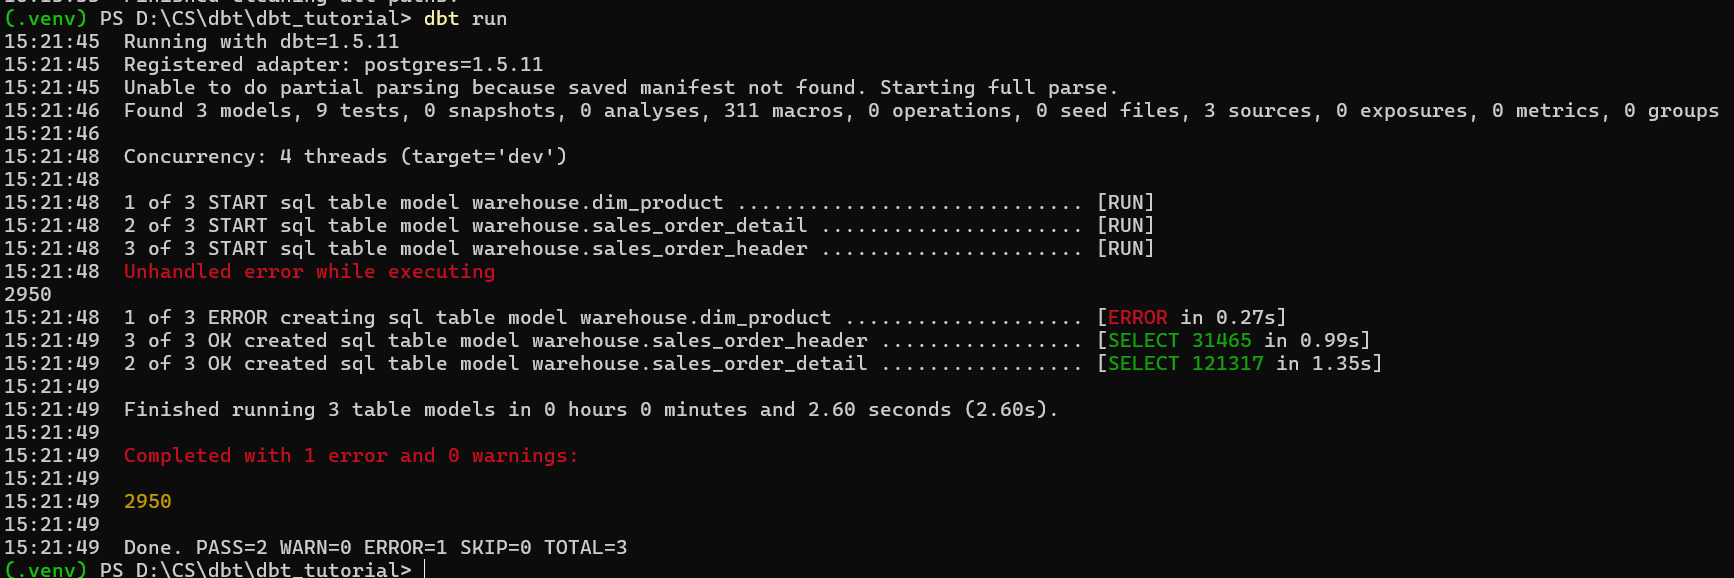 (.venv) PS D:\CS\dbt\dbt_tutorial> dbt run
15:21:45  Running with dbt=1.5.11
15:21:45  Registered adapter: postgres=1.5.11
15:21:45  Unable to do partial parsing because saved manifest not found. Starting full parse.
15:21:46  Found 3 models, 9 tests, 0 snapshots, 0 analyses, 311 macros, 0 operations, 0 seed files, 3 sources, 0 exposures, 0 metrics, 0 groups
15:21:46
15:21:48  Concurrency: 4 threads (target='dev')
15:21:48
15:21:48  1 of 3 START sql table model warehouse.dim_product ............................. [RUN]
15:21:48  2 of 3 START sql table model warehouse.sales_order_detail ...................... [RUN]
15:21:48  3 of 3 START sql table model warehouse.sales_order_header ...................... [RUN]
15:21:48  Unhandled error while executing
2950
15:21:48  1 of 3 ERROR creating sql table model warehouse.dim_product .................... [ERROR in 0.27s]
15:21:49  3 of 3 OK created sql table model warehouse.sales_order_header ................. [SELECT 31465 in 0.99s]
15:21:49  2 of 3 OK created sql table model warehouse.sales_order_detail ................. [SELECT 121317 in 1.35s]
15:21:49
15:21:49  Finished running 3 table models in 0 hours 0 minutes and 2.60 seconds (2.60s).
15:21:49
15:21:49  Completed with 1 error and 0 warnings:
15:21:49
15:21:49  2950
15:21:49
15:21:49  Done. PASS=2 WARN=0 ERROR=1 SKIP=0 TOTAL=3
(.venv) PS D:\CS\dbt\dbt_tutorial>